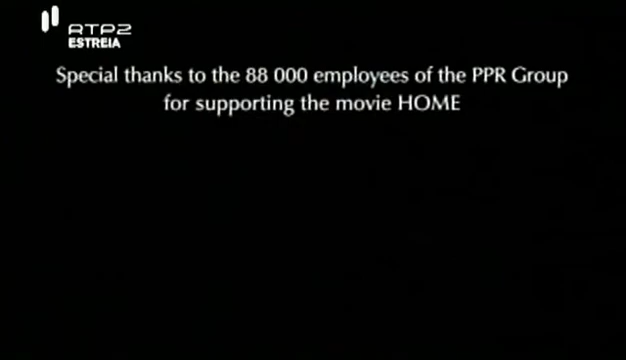 RTP2
ESTREIA
Special thanks to the 88 000 employees of the PPR Group
for supporting the movie HOME